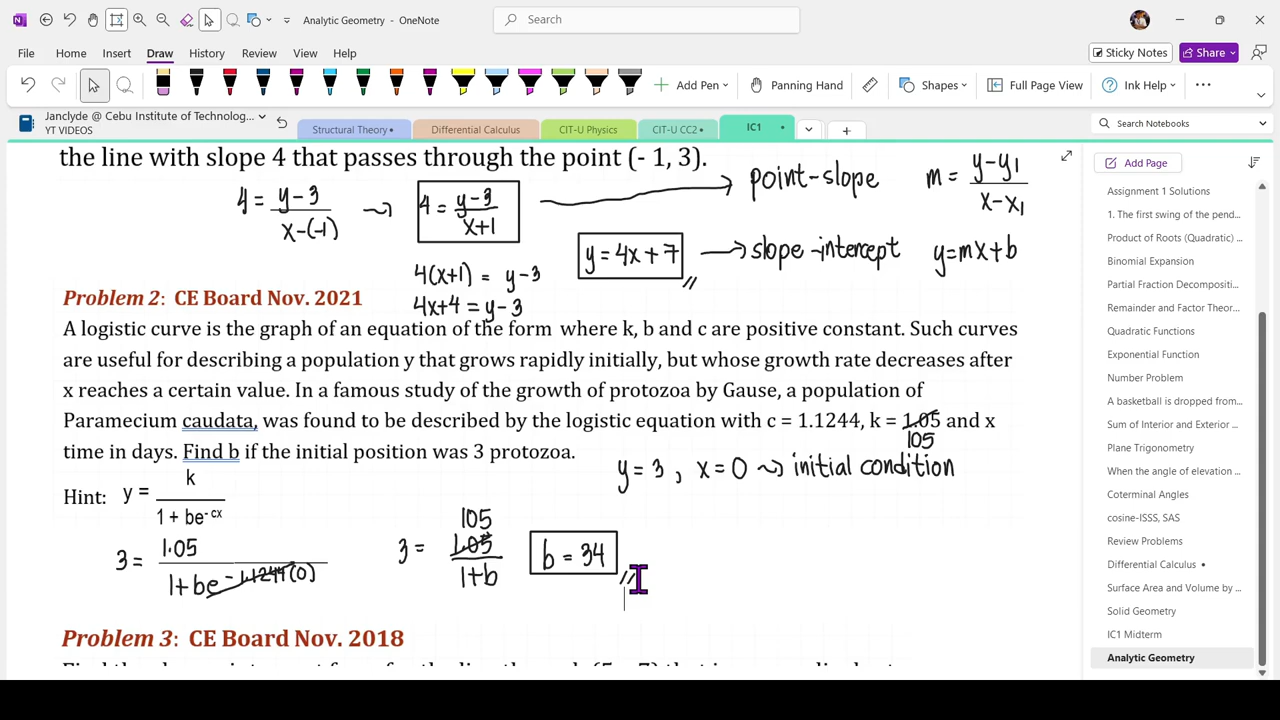 Analytic Geometry - OneNote
Search
File Home Insert Draw History Review View Help
Sticky Notes
Share
Add Pen
Panning Hand
Shapes
Full Page View
Ink Help
Janclyde @ Cebu Institute of Technolog...
YT VIDEOS
Structural Theory
Differential Calculus
CIT-U Physics
CIT-U CC2
IC1
Search Notebooks
the line with slope 4 that passes through the point (- 1, 3).
4 = y-3 / x-(-1)
4 = y-3 / x+1
point-slope m = y-y1 / x-x1
y = 4x + 7 slope-intercept y=mx+b
4(x+1) = y-3
4x+4 = y-3
Problem 2: CE Board Nov. 2021
A logistic curve is the graph of an equation of the form where k, b and c are positive constant. Such curves
are useful for describing a population y that grows rapidly initially, but whose growth rate decreases after
x reaches a certain value. In a famous study of the growth of protozoa by Gause, a population of
Paramecium caudata, was found to be described by the logistic equation with c = 1.1244, k = 1.05 and x
105
time in days. Find b if the initial position was 3 protozoa.
y = 3 , x = 0 ⤳ initial condition
Hint: y = k / 1 + be^-cx
3 = 1.05 / 1+be^-1.1244(0)
105
3 = 1.05 / 1+b
b = 34
Problem 3: CE Board Nov. 2018
Add Page
Assignment 1 Solutions
1. The first swing of the pend...
Product of Roots (Quadratic) ...
Binomial Expansion
Partial Fraction Decompositi...
Remainder and Factor Theor...
Quadratic Functions
Exponential Function
Number Problem
A basketball is dropped from...
Sum of Interior and Exterior ...
Plane Trigonometry
When the angle of elevation ...
Coterminal Angles
cosine-ISSS, SAS
Review Problems
Differential Calculus
Surface Area and Volume by...
Solid Geometry
IC1 Midterm
Analytic Geometry